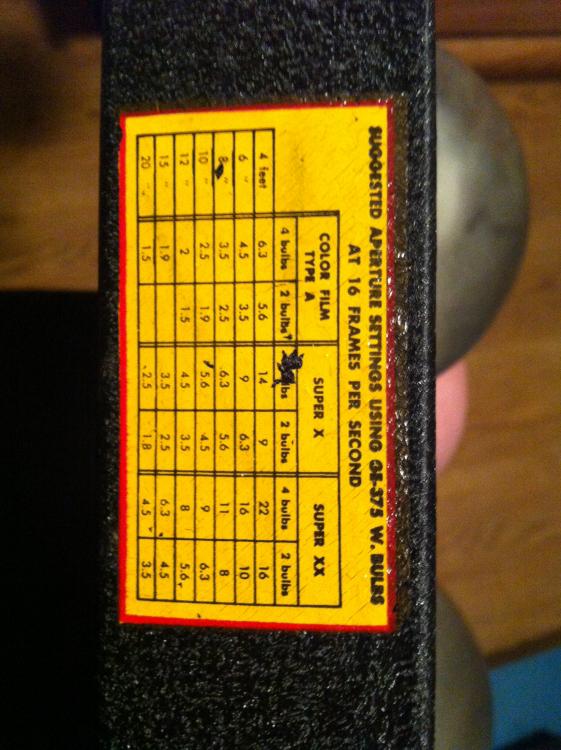 SUGGESTED APERTURE SETTINGS USING GE-375 W. BULBS
AT 16 FRAMES PER SECOND
COLOR FILM TYPE A SUPER X SUPER XX
4 bulbs 2 bulbs bs 2 bulbs 4 bulbs 2 bulbs
4 feet 6.3 5.6 14 9 22 16
6 " 4.5 3.5 9 6.3 16 10
8 " 3.5 2.5 6.3 5.6 11 8
10 " 2.5 1.9 5.6 4.5 9 6.3
12 " 2 1.5 4.5 3.5 8 5.6
15 " 1.9 3.5 2.5 6.3 4.5
20 " 1.5 2.5 1.8 4.5 3.5